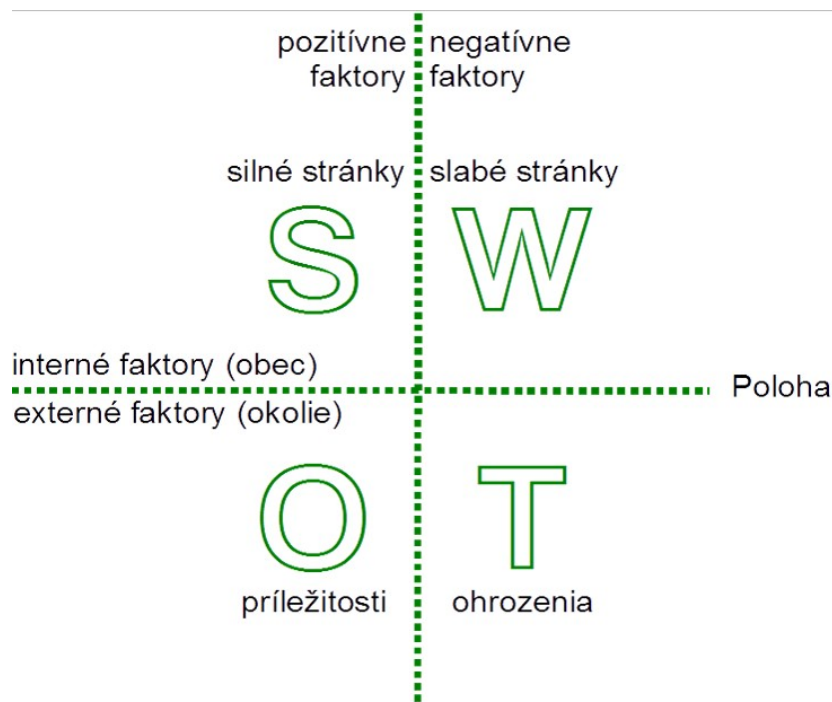 pozitívne negatívne
faktory faktory
silné stránky slabé stránky
S W
interné faktory (obec)
Poloha
externé faktory (okolie)
O T
príležitosti ohrozenia